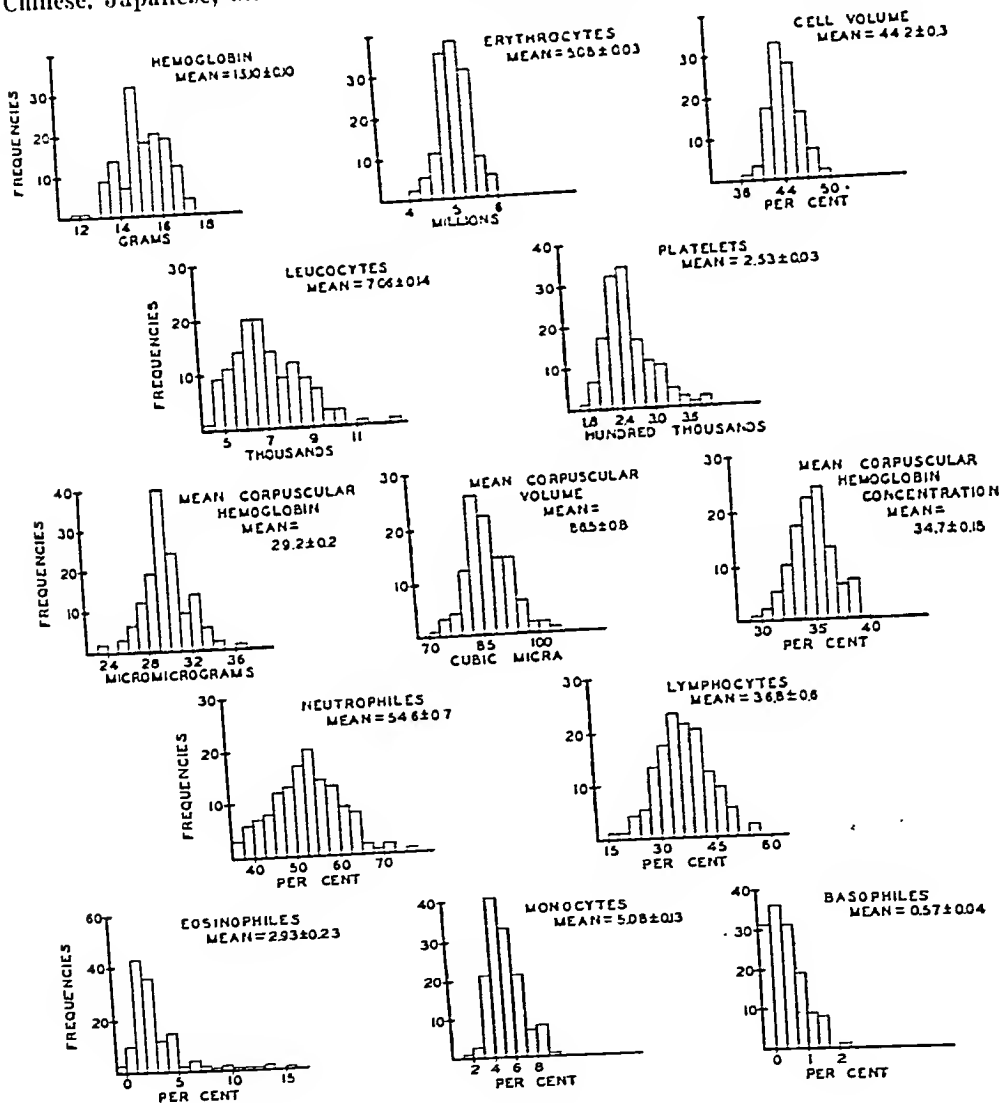 Chinese, Japanese,
HEMOGLOBIN
MEAN =
FREQUENCIES
30
20
10
12 14 16 18
GRAMS
ERYTHROCYTES
MEAN = 5.08±0.03
30
20
10
4 5 6
MILLIONS
CELL VOLUME
MEAN = 44.2±0.3
30
20
10
38 44 50
PER CENT
LEUCOCYTES
MEAN = 7.06±0.14
FREQUENCIES
30
20
10
5 7 9 11
THOUSANDS
PLATELETS
MEAN = 2.53±0.03
40
30
20
10
1.8 2.4 3.0 3.5
HUNDRED THOUSANDS
MEAN CORPUSCULAR
HEMOGLOBIN
MEAN =
29.2±0.2
FREQUENCIES
40
30
20
10
24 28 32 36
MICROMICROGRAMS
MEAN CORPUSCULAR
VOLUME
MEAN =
30
20
10
70 85 100
CUBIC MICRA
MEAN CORPUSCULAR
HEMOGLOBIN
CONCENTRATION
MEAN =
34.7±0.18
30
20
10
30 35 40
PER CENT
NEUTROPHILES
MEAN = 54.6±0.7
FREQUENCIES
30
20
10
40 50 60 70
PER CENT
LYMPHOCYTES
MEAN = 36.8±0.6
30
20
10
15 30 45 60
PER CENT
EOSINOPHILES
MEAN = 2.93±0.23
FREQUENCIES
60
40
20
0 5 10 15
PER CENT
MONOCYTES
MEAN = 5.08±0.13
40
30
20
10
2 4 6 8
PER CENT
BASOPHILES
MEAN = 0.57±0.04
40
30
20
10
0 1 2
PER CENT